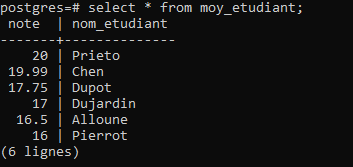 postgres=# select * from moy_etudiant;
 note  | nom_etudiant
-------+--------------
    20 | Prieto
 19.99 | Chen
 17.75 | Dupot
    17 | Dujardin
  16.5 | Alloune
    16 | Pierrot
(6 lignes)